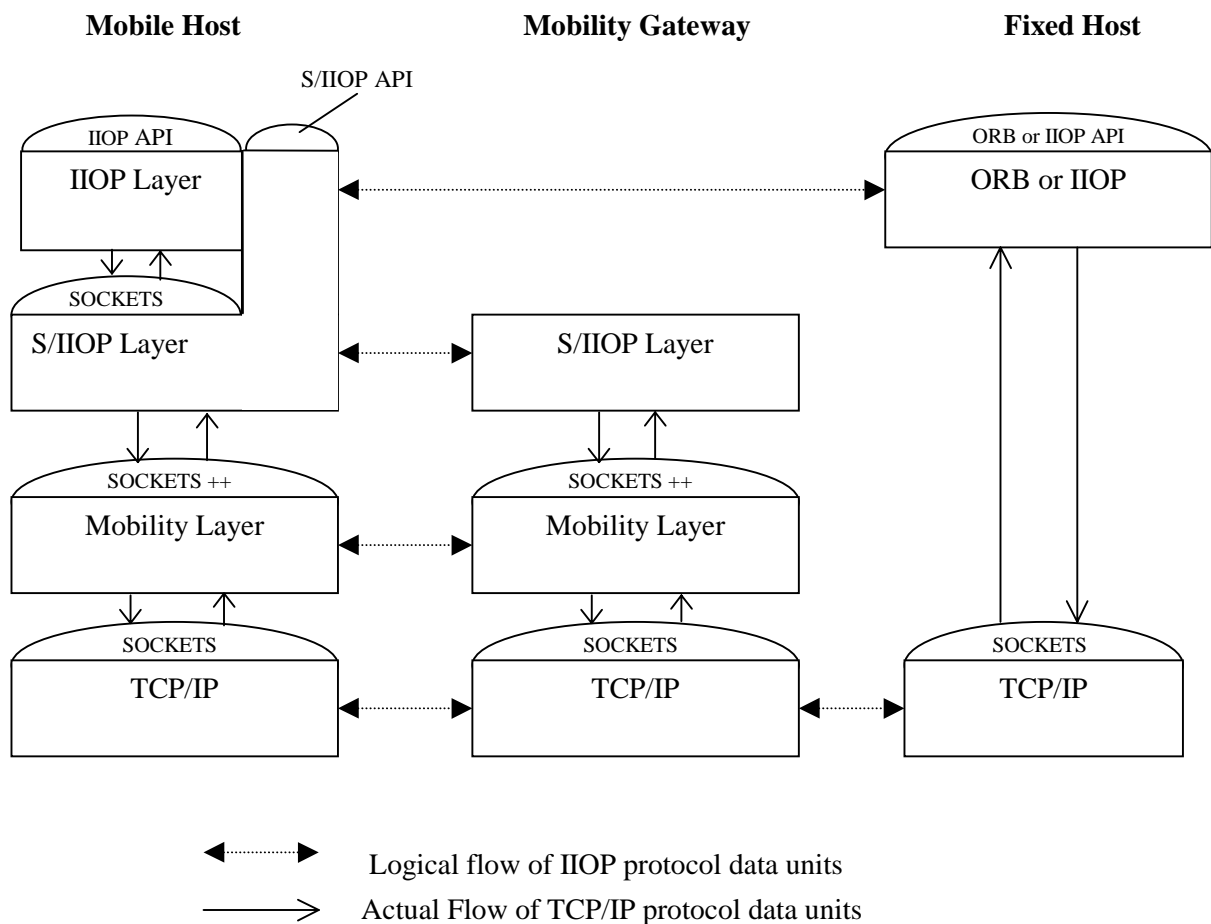 Mobile Host
Mobility Gateway
Fixed Host
S/IIOP API
IIOP API
ORB or IIOP API
IIOP Layer
ORB or IIOP
SOCKETS
S/IIOP Layer
S/IIOP Layer
SOCKETS ++
SOCKETS ++
Mobility Layer
Mobility Layer
SOCKETS
SOCKETS
SOCKETS
TCP/IP
TCP/IP
TCP/IP
Logical flow of IIOP protocol data units
Actual Flow of TCP/IP protocol data units